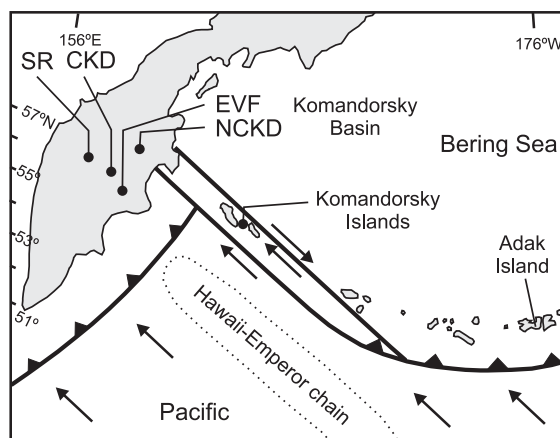 156ºE
176ºW
SR CKD
EVF
NCKD
57ºN
55º
53º
51º
Komandorsky
Basin
Bering Sea
Komandorsky
Islands
Adak
Island
Hawaii-Emperor chain
Pacific